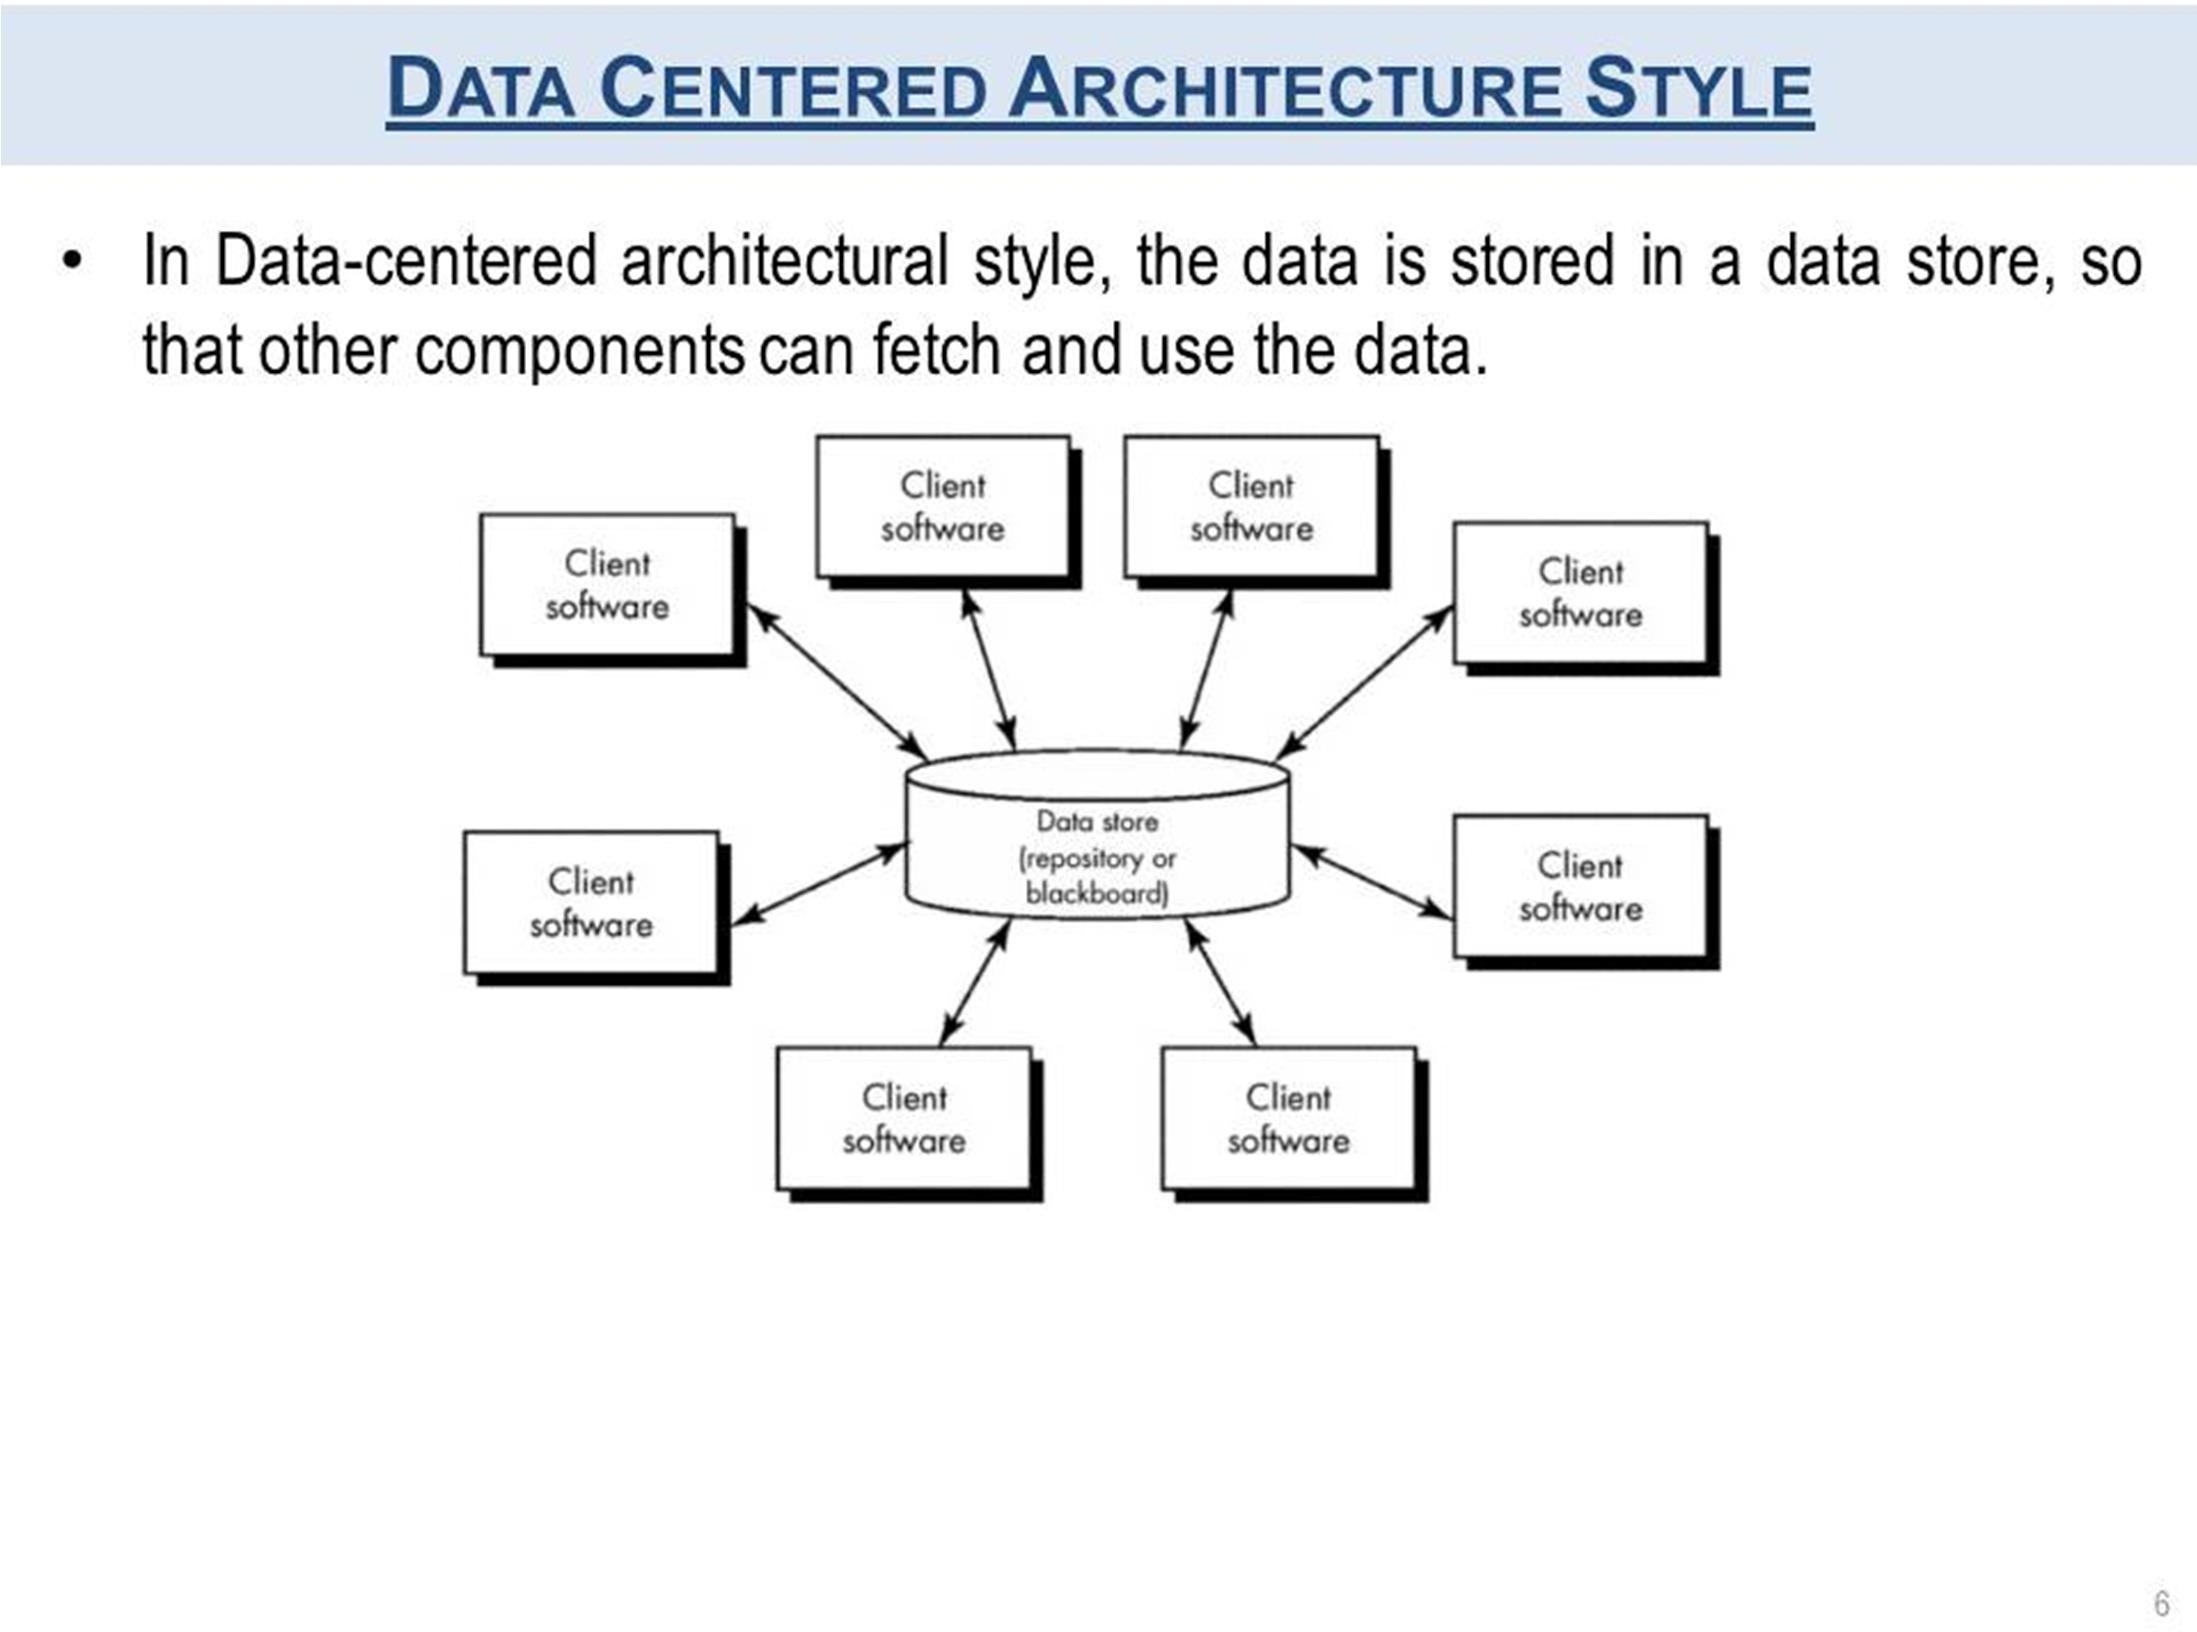 DATA CENTERED ARCHITECTURE STYLE
• In Data-centered architectural style, the data is stored in a data store, so
that other components can fetch and use the data.
Client
software
Client
software
Client
software
Client
software
Data store
(repository or
blackboard)
Client
software
Client
software
Client
software
Client
software
6